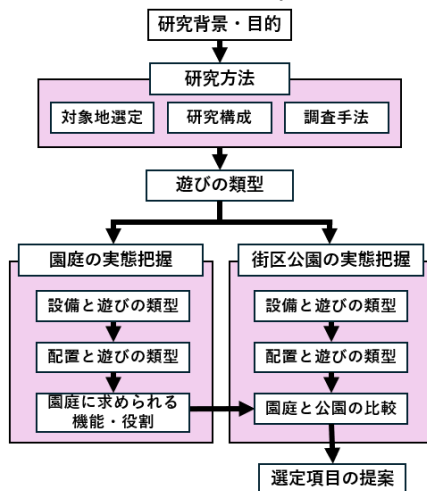 研究背景・目的
研究方法
対象地選定
研究構成
調査手法
遊びの類型
園庭の実態把握
設備と遊びの類型
配置と遊びの類型
園庭に求められる
機能・役割
街区公園の実態把握
設備と遊びの類型
配置と遊びの類型
園庭と公園の比較
選定項目の提案